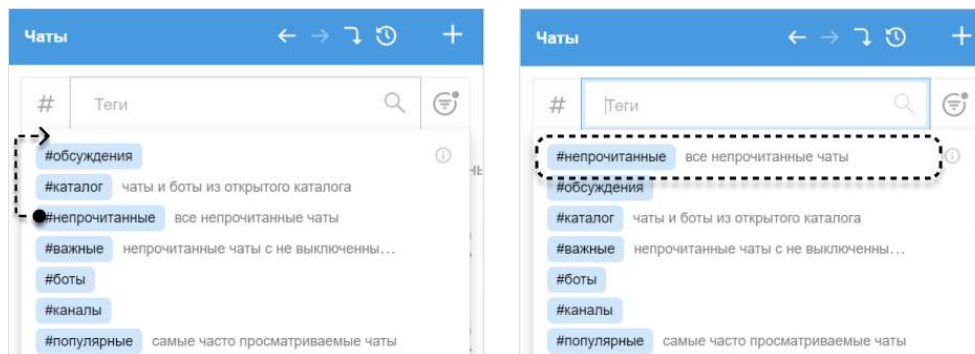 Чаты
# Теги
#обсуждения
#каталог чаты и боты из открытого каталога
#непрочитанные все непрочитанные чаты
#важные непрочитанные чаты с не выключенны...
#боты
#каналы
#популярные самые часто просматриваемые чаты
Чаты
# Теги
#непрочитанные все непрочитанные чаты
#обсуждения
#каталог чаты и боты из открытого каталога
#важные непрочитанные чаты с не выключенны...
#боты
#каналы
#популярные самые часто просматриваемые чаты